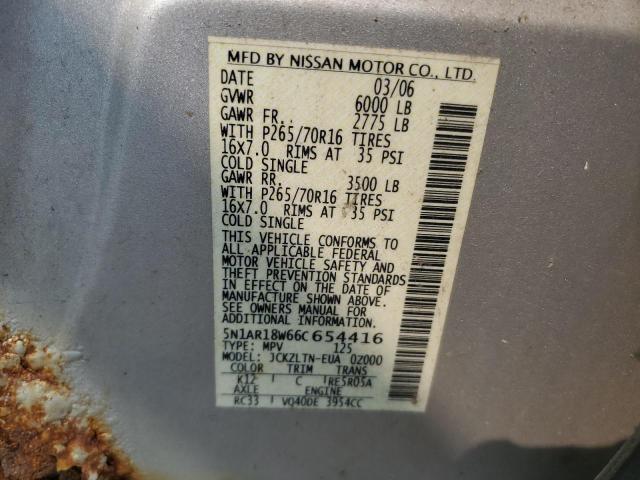 MFD BY NISSAN MOTOR CO., LTD.
DATE 03/06
GVWR 6000 LB
GAWR FR. 2775 LB
WITH P265/70R16 TIRES
16X7.0 RIMS AT 35 PSI
COLD SINGLE
GAWR RR. 3500 LB
WITH P265/70R16 TIRES
16X7.0 RIMS AT 35 PSI
COLD SINGLE
THIS VEHICLE CONFORMS TO
ALL APPLICABLE FEDERAL
MOTOR VEHICLE SAFETY AND
THEFT PREVENTION STANDARDS
IN EFFECT ON THE DATE OF
MANUFACTURE SHOWN ABOVE.
SEE OWNERS MANUAL FOR
ADDITIONAL INFORMATION.
5N1AR18W66C654416
TYPE: MPV 125
MODEL: JCKZLTN-EUA 02000
COLOR TRIM TRANS
K12 C RE5R05A
AXLE ENGINE
RC33 VQ40DE 3954CC